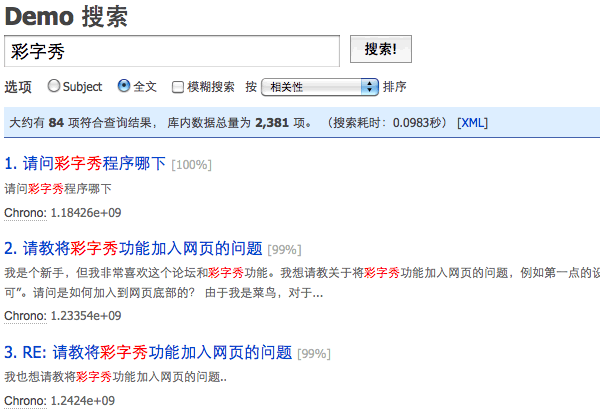 Demo 搜索
彩字秀 搜索!
选项 Subject 全文 模糊搜索 按 相关性 排序
大约有 84 项符合查询结果， 库内数据总量为 2,381 项。 （搜索耗时：0.0983秒） [XML]
1. 请问彩字秀程序哪下 [100%]
请问彩字秀程序哪下
Chrono: 1.18426e+09
2. 请教将彩字秀功能加入网页的问题 [99%]
我是个新手，但我非常喜欢这个论坛和彩字秀功能。我想请教关于将彩字秀功能加入网页的问题，例如第一点的设
可”。请问是如何加入到网页底部的？ 由于我是菜鸟，对于...
Chrono: 1.23354e+09
3. RE: 请教将彩字秀功能加入网页的问题 [99%]
我也想请教将彩字秀功能加入网页的问题..
Chrono: 1.2424e+09